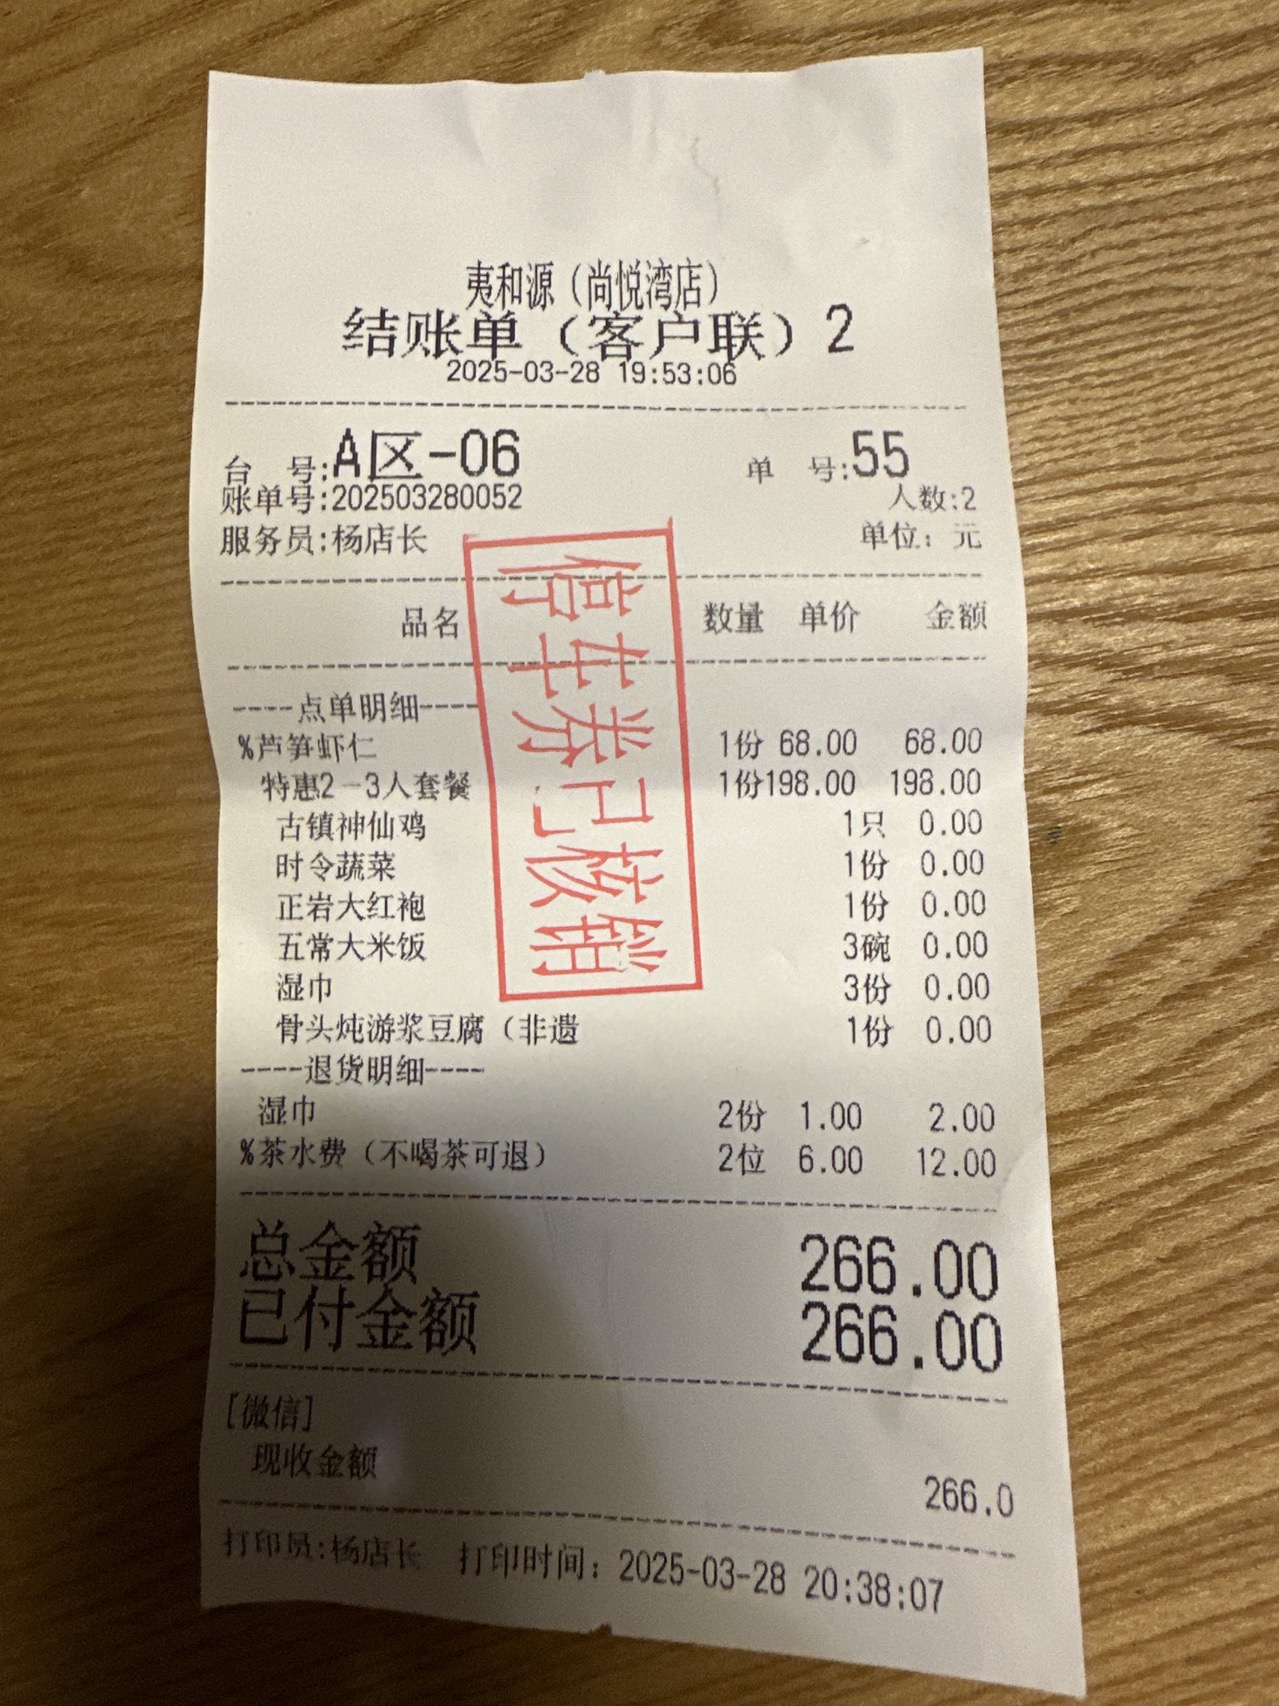 夷和源（尚悦湾店）
结账单（客户联）2
2025-03-28 19:53:06
台 号:A区-06 单 号:55
账单号:202503280052 人数:2
服务员:杨店长 单位：元
品名 数量 单价 金额
----点单明细----
%芦笋虾仁 1份 68.00 68.00
特惠2－3人套餐 1份198.00 198.00
古镇神仙鸡 1只 0.00
时令蔬菜 1份 0.00
正岩大红袍 1份 0.00
五常大米饭 3碗 0.00
湿巾 3份 0.00
骨头炖游浆豆腐（非遗 1份 0.00
----退货明细----
湿巾 2份 1.00 2.00
%茶水费（不喝茶可退） 2位 6.00 12.00
总金额 266.00
已付金额 266.00
[微信]
现收金额 266.0
打印员:杨店长 打印时间：2025-03-28 20:38:07
停车券已核销